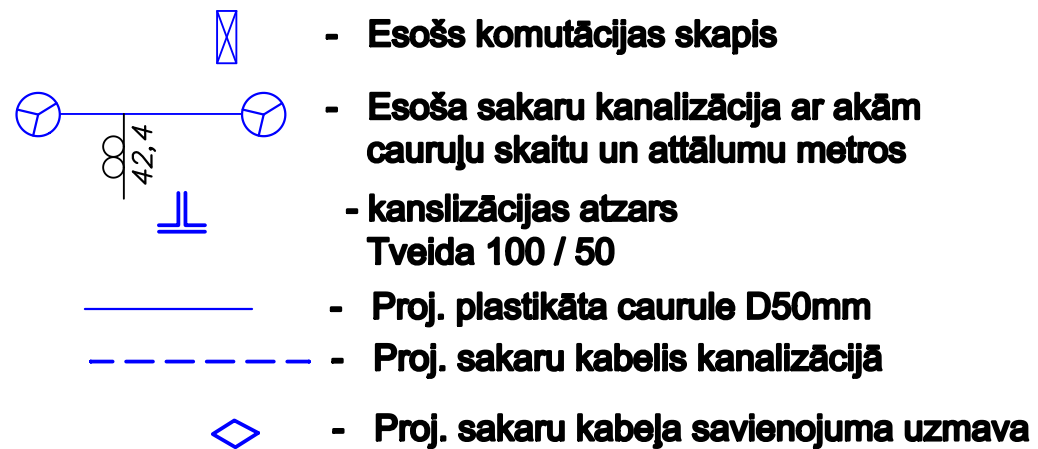 - Esošs komutācijas skapis
- Esoša sakaru kanalizācija ar akām
cauruļu skaitu un attālumu metros
42,4
- kanslizācijas atzars
Tveida 100 / 50
- Proj. plastikāta caurule D50mm
- Proj. sakaru kabelis kanalizācijā
- Proj. sakaru kabeļa savienojuma uzmava